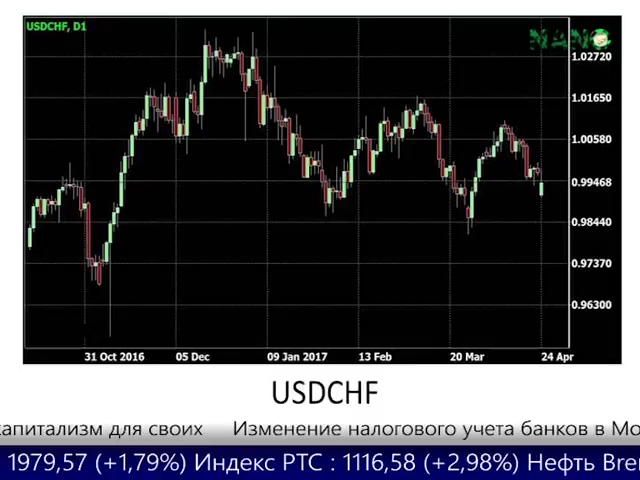 USDCHF, D1
NANO
1.02720
1.01650
1.00580
0.99468
0.98440
0.97370
0.96300
31 Oct 2016 05 Dec 09 Jan 2017 13 Feb 20 Mar 24 Apr
USDCHF
капитализм для своих Изменение налогового учета банков в Мо
1979,57 (+1,79%) Индекс РТС : 1116,58 (+2,98%) Нефть Bre